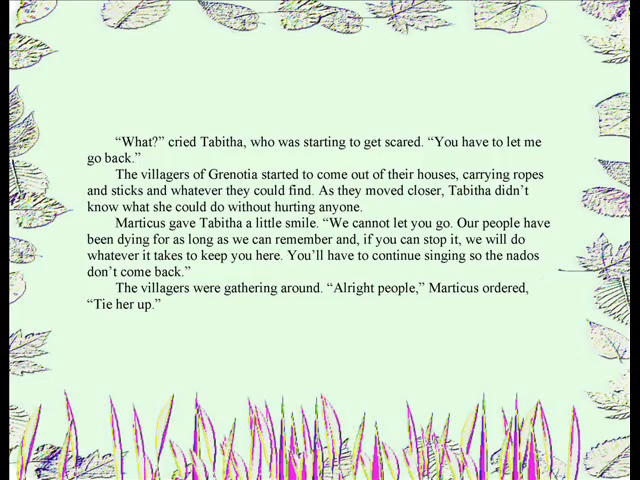 “What?” cried Tabitha, who was starting to get scared. “You have to let me
go back.”
The villagers of Grenotia started to come out of their houses, carrying ropes
and sticks and whatever they could find. As they moved closer, Tabitha didn’t
know what she could do without hurting anyone.
Marticus gave Tabitha a little smile. “We cannot let you go. Our people have
been dying for as long as we can remember and, if you can stop it, we will do
whatever it takes to keep you here. You’ll have to continue singing so the nados
don’t come back.”
The villagers were gathering around. “Alright people,” Marticus ordered,
“Tie her up.”